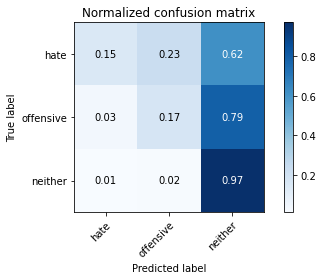 Normalized confusion matrix
True label
hate 0.15 0.23 0.62
offensive 0.03 0.17 0.79
neither 0.01 0.02 0.97
hate offensive neither
Predicted label
0.8
0.6
0.4
0.2